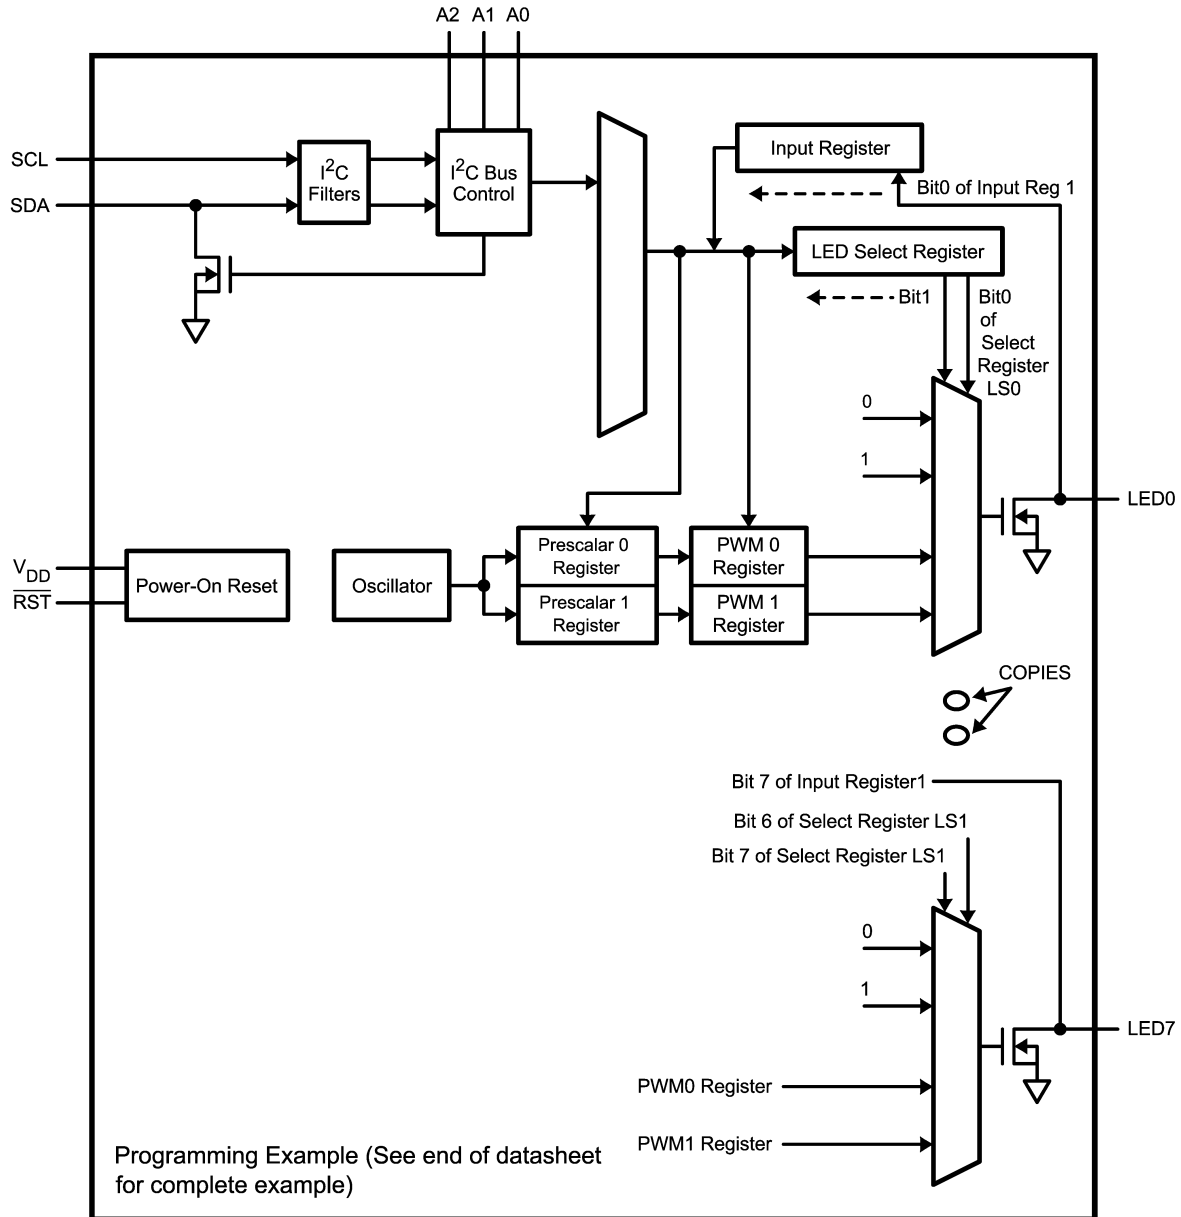 A2 A1 A0
SCL
SDA
I2C
Filters
I2C Bus
Control
Input Register
Bit0 of Input Reg 1
LED Select Register
Bit1
Bit0
of
Select
Register
LS0
0
1
LED0
VDD
RST
Power-On Reset
Oscillator
Prescalar 0
Register
Prescalar 1
Register
PWM 0
Register
PWM 1
Register
COPIES
Bit 7 of Input Register1
Bit 6 of Select Register LS1
Bit 7 of Select Register LS1
0
1
LED7
PWM0 Register
PWM1 Register
Programming Example (See end of datasheet
for complete example)